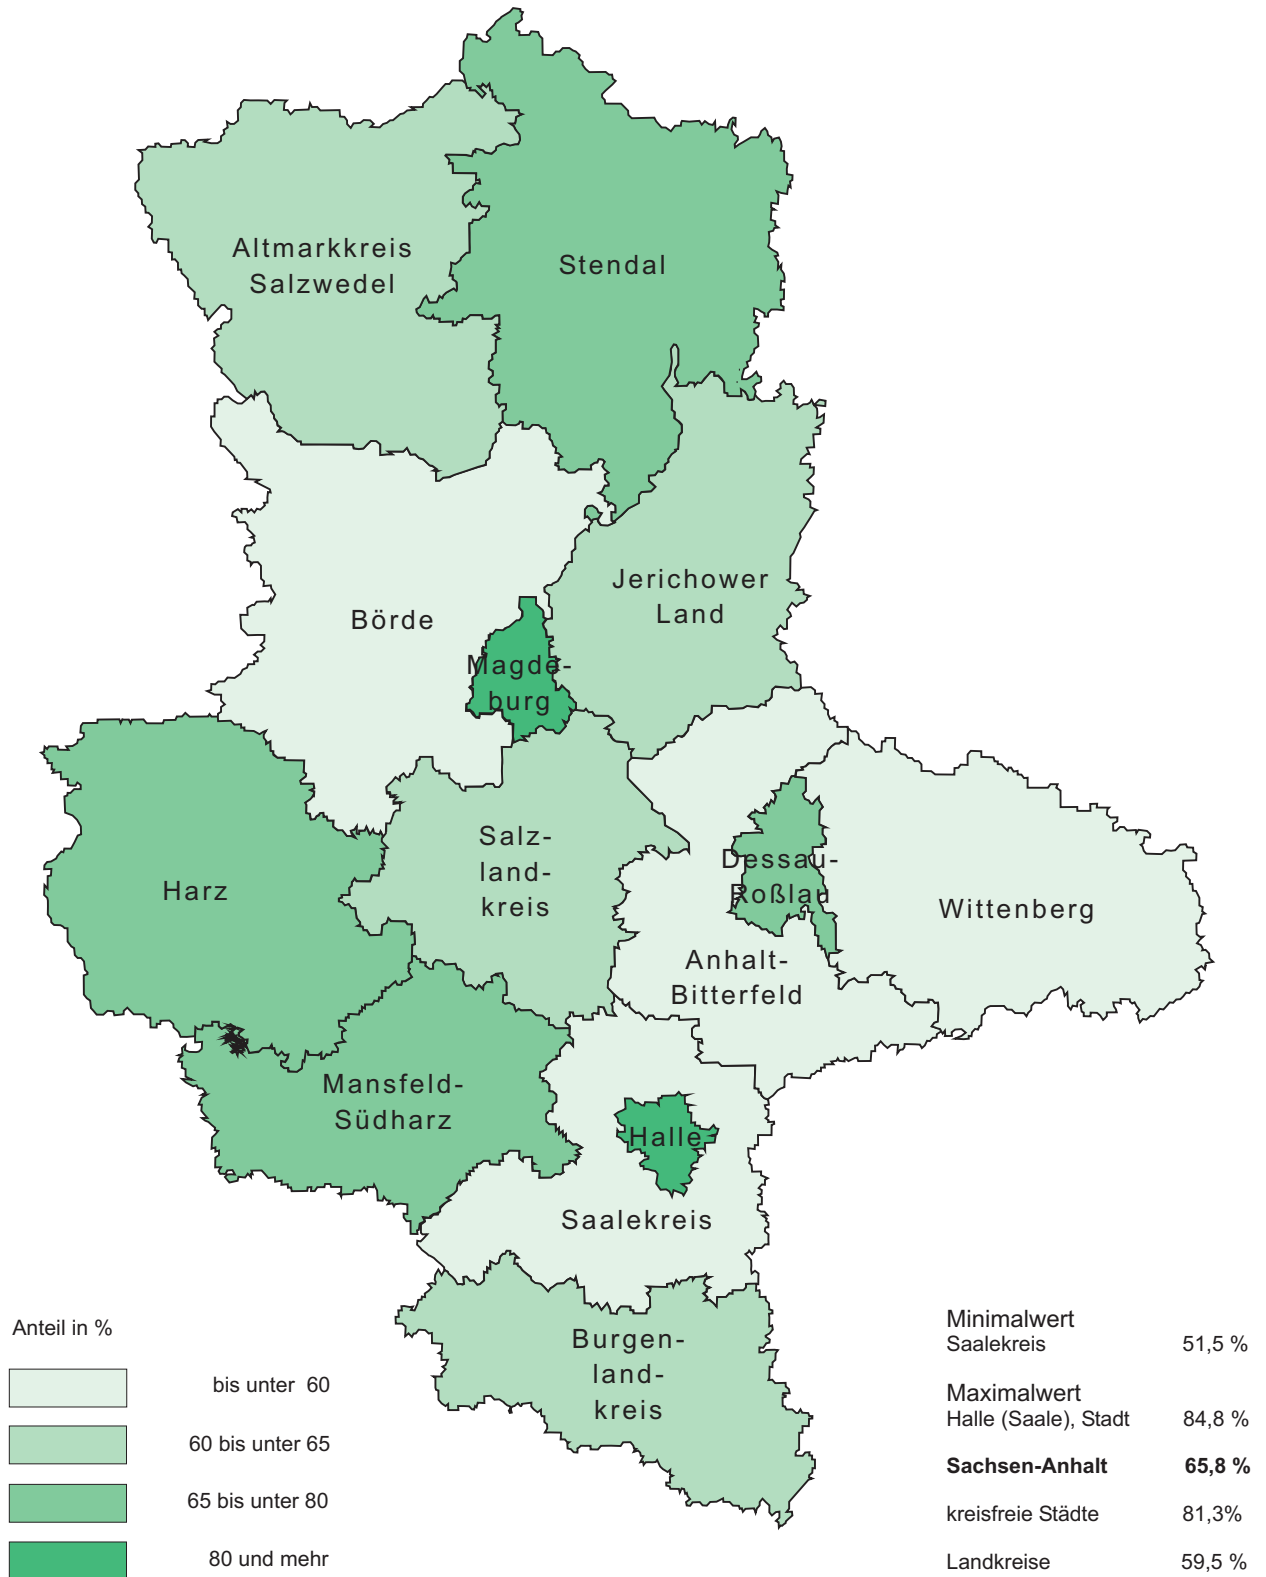 Altmarkkreis
Salzwedel
Stendal
Jerichower
Land
Börde
Magde-
burg
Salz-
land-
kreis
Harz
Dessau-
Roßlau
Wittenberg
Anhalt-
Bitterfeld
Mansfeld-
Südharz
Halle
Saalekreis
Burgen-
land-
kreis
Anteil in %
bis unter 60
60 bis unter 65
65 bis unter 80
80 und mehr
Minimalwert
Saalekreis 51,5 %
Maximalwert
Halle (Saale), Stadt 84,8 %
Sachsen-Anhalt 65,8 %
kreisfreie Städte 81,3%
Landkreise 59,5 %